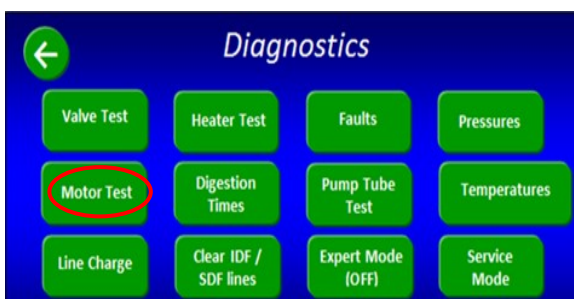 Diagnostics
Valve Test
Heater Test
Faults
Pressures
Motor Test
Digestion
Times
Pump Tube
Test
Temperatures
Line Charge
Clear IDF /
SDF lines
Expert Mode
(OFF)
Service
Mode